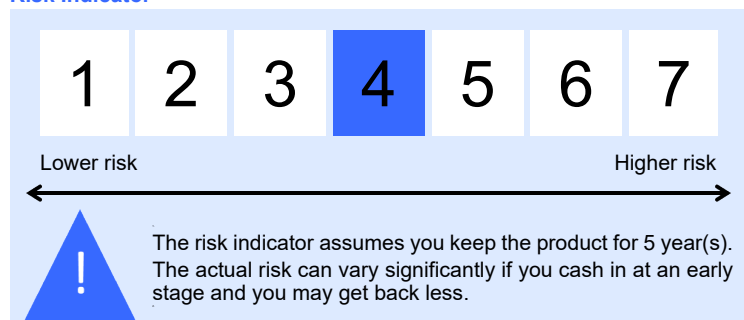 Risk Indicator
1 2 3 4 5 6 7
Lower risk Higher risk
!
The risk indicator assumes you keep the product for 5 year(s).
The actual risk can vary significantly if you cash in at an early
stage and you may get back less.